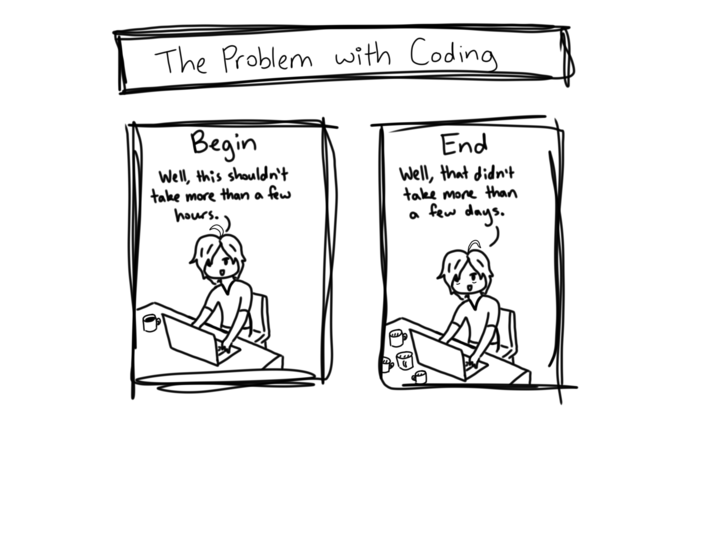 The Problem with Coding
Begin
Well, this shouldn't
take more than a few
hours.
End
Well, that didn't
take more than
a few days.